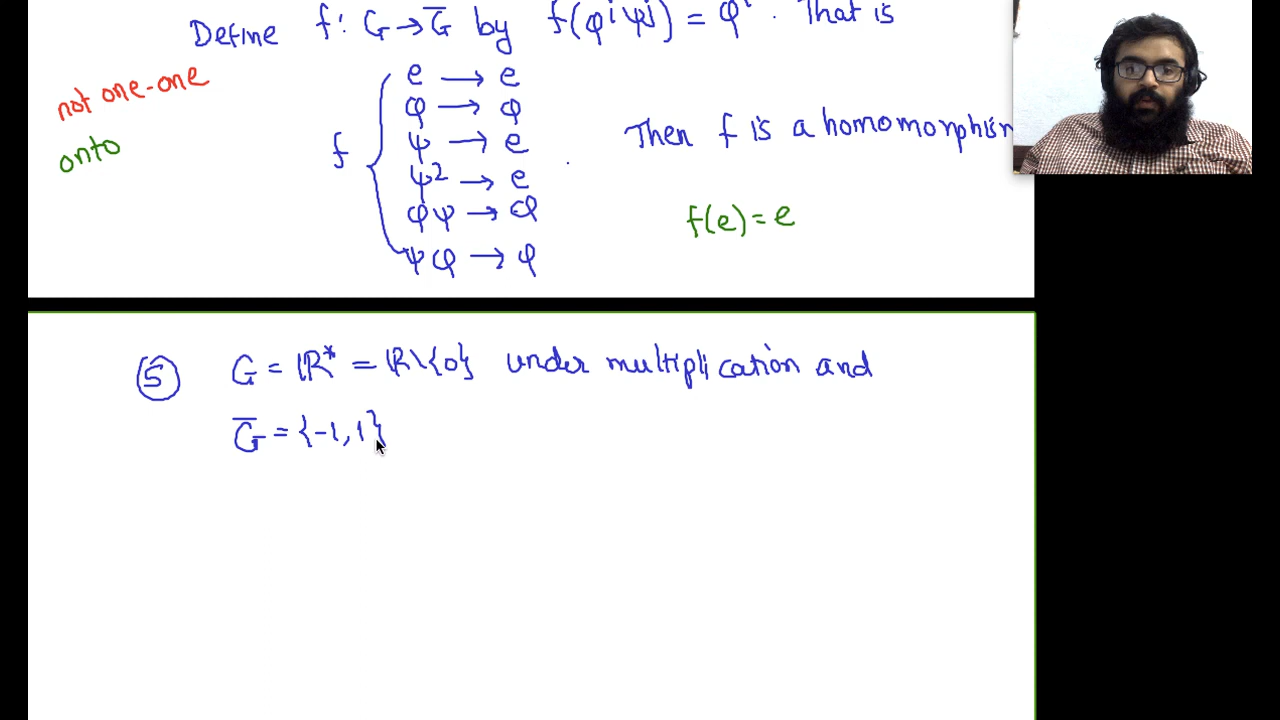 Define f: G→G̅ by f(φⁱψʲ) = φⁱ. That is
not one-one
onto
f { e → e
φ → φ
ψ → e
ψ² → e
φψ → φ
ψφ → φ
Then f is a homomorphism
f(e) = e
⑤ G = ℝ* = ℝ\{0} under multiplication and
G̅ = {-1, 1}